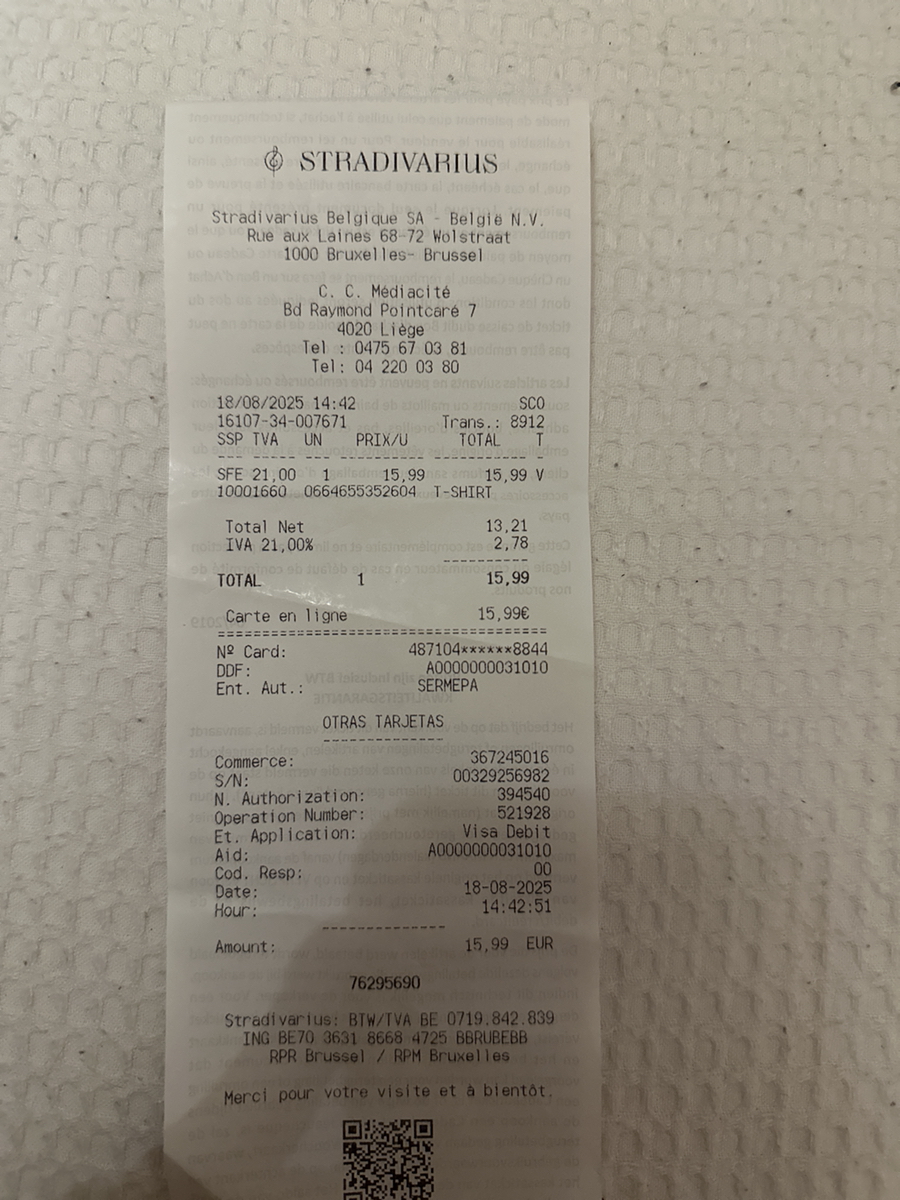 STRADIVARIUS
Stradivarius Belgique SA - België N.V.
Rue aux Laines 68-72 Wolstraat
1000 Bruxelles- Brussel
C. C. Médiacité
Bd Raymond Pointcaré 7
4020 Liège
Tel : 0475 67 03 81
Tel: 04 220 03 80
18/08/2025 14:42 SCO
16107-34-007671 Trans.: 8912
SSP TVA UN PRIX/U TOTAL T
--- ----- --- ---------- ----------- -
SFE 21,00 1 15,99 15,99 V
10001660 0664655352604 T-SHIRT
Total Net 13,21
IVA 21,00% 2,78
----------
TOTAL 1 15,99
Carte en ligne 15,99€
======================================
Nº Card: 487104******8844
DDF: A0000000031010
Ent. Aut.: SERMEPA
OTRAS TARJETAS
--------------
Commerce: 367245016
S/N: 00329256982
N. Authorization: 394540
Operation Number: 521928
Et. Application: Visa Debit
Aid: A0000000031010
Cod. Resp: 00
Date: 18-08-2025
Hour: 14:42:51
--------------
Amount: 15,99 EUR
76295690
Stradivarius: BTW/TVA BE 0719.842.839
ING BE70 3631 8668 4725 BBRUBEBB
RPR Brussel / RPM Bruxelles
Merci pour votre visite et à bientôt.